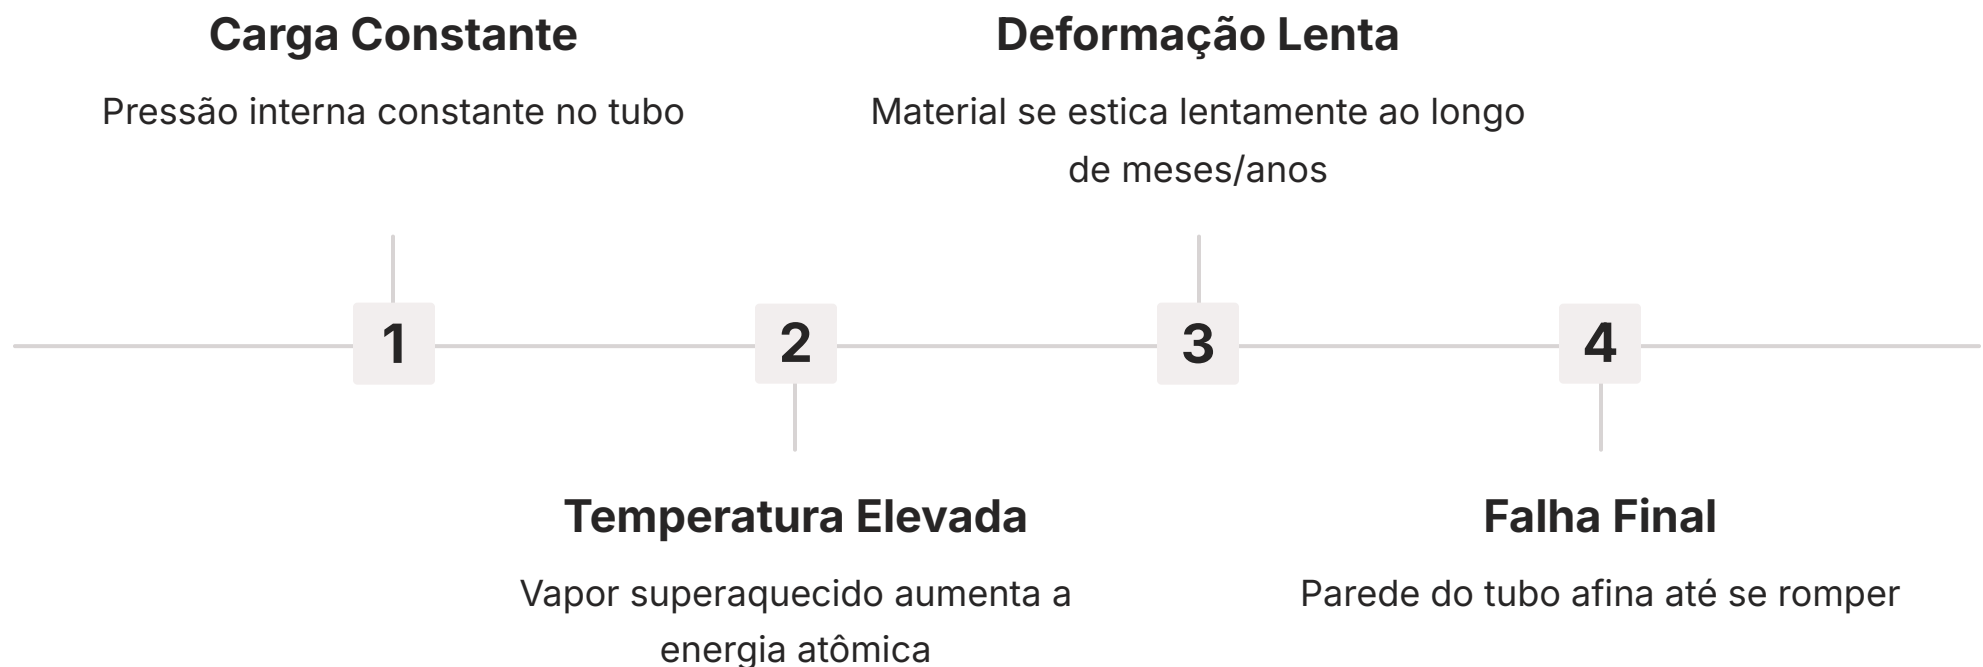 Carga Constante
Pressão interna constante no tubo
Deformação Lenta
Material se estica lentamente ao longo
de meses/anos
1
2
3
4
Temperatura Elevada
Vapor superaquecido aumenta a
energia atômica
Falha Final
Parede do tubo afina até se romper